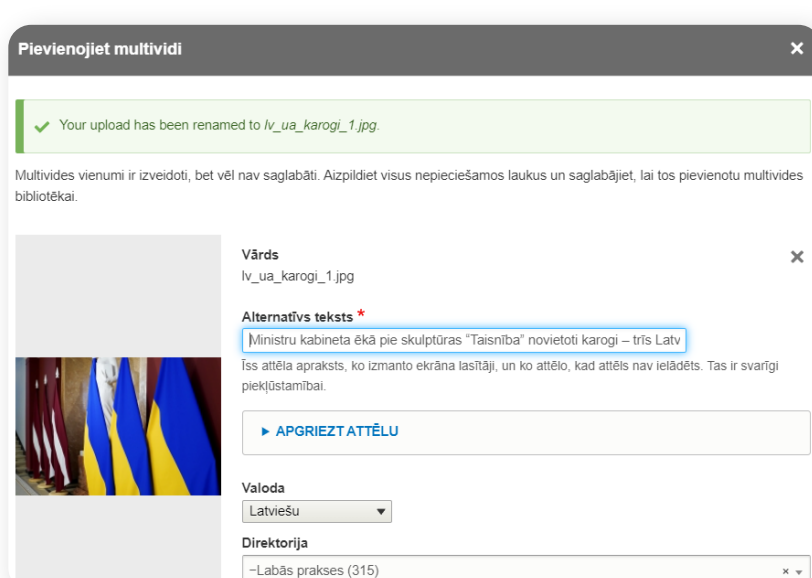 Pievienojiet multividi
Your upload has been renamed to lv_ua_karogi_1.jpg.
Multivides vienumi ir izveidoti, bet vēl nav saglabāti. Aizpildiet visus nepieciešamos laukus un saglabājiet, lai tos pievienotu multivides
bibliotēkai.
Vārds
lv_ua_karogi_1.jpg
Alternatīvs teksts *
Ministru kabineta ēkā pie skulptūras “Taisnība” novietoti karogi – trīs Latv
Īss attēla apraksts, ko izmanto ekrāna lasītāji, un ko attēlo, kad attēls nav ielādēts. Tas ir svarīgi
piekļūstamībai.
APGRIEZT ATTĒLU
Valoda
Latviešu
Direktorija
-Labās prakses (315)